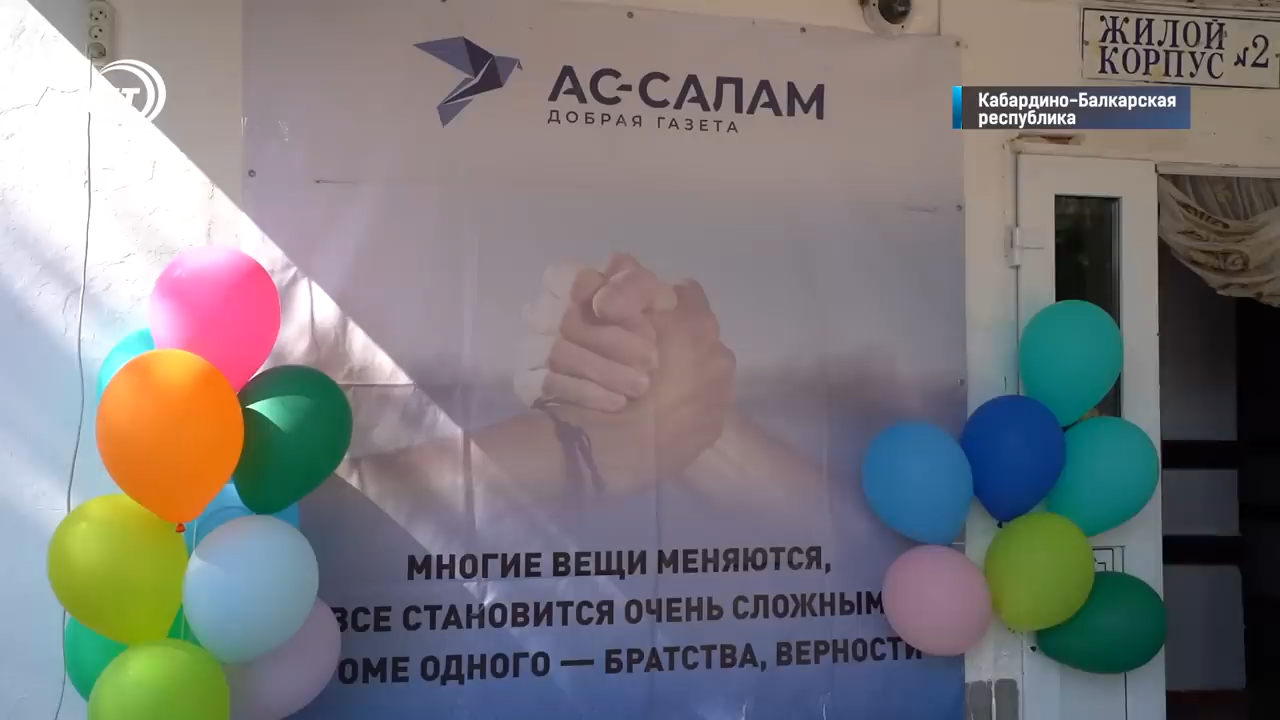 АС-САЛАМ
ДОБРАЯ ГАЗЕТА
ЖИЛОЙ
КОРПУС №2
Кабардино-Балкарская
республика
МНОГИЕ ВЕЩИ МЕНЯЮТСЯ,
ВСЕ СТАНОВИТСЯ ОЧЕНЬ СЛОЖНЫМ
ОДНОГО — БРАТСТВА, ВЕРНОСТИ